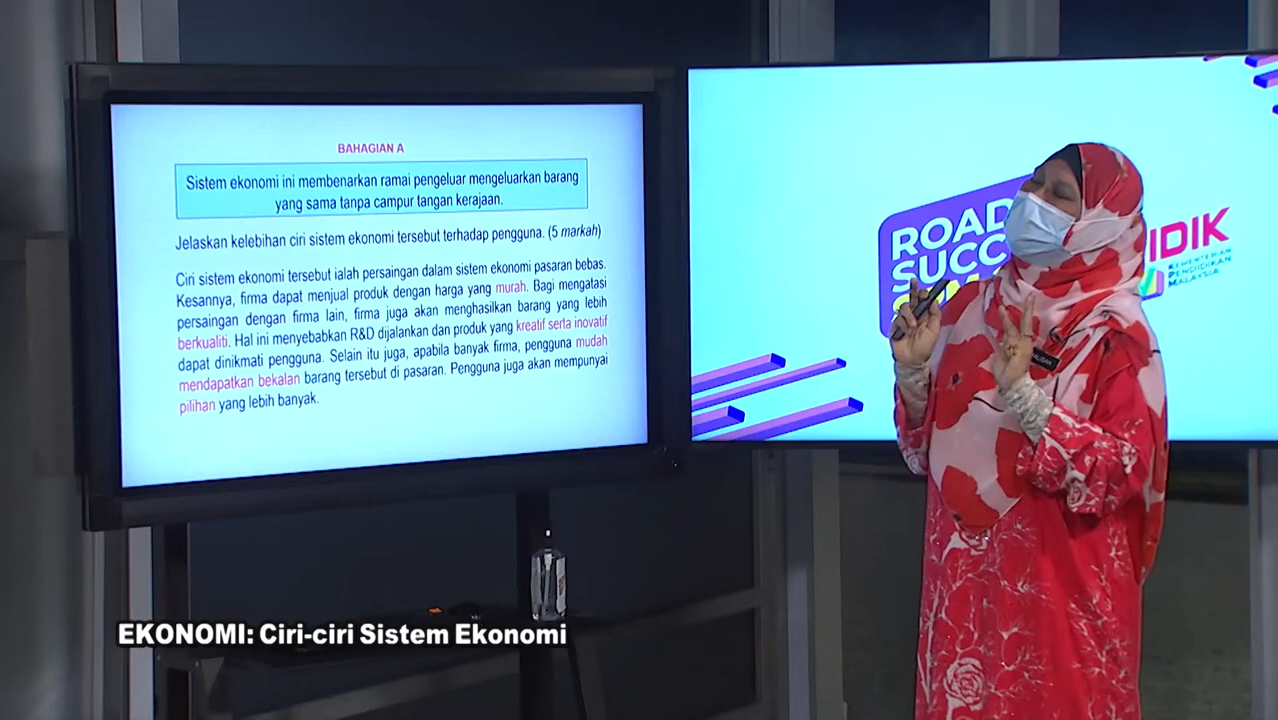 BAHAGIAN A
Sistem ekonomi ini membenarkan ramai pengeluar mengeluarkan barang
yang sama tanpa campur tangan kerajaan.
Jelaskan kelebihan ciri sistem ekonomi tersebut terhadap pengguna. (5 markah)
Ciri sistem ekonomi tersebut ialah persaingan dalam sistem ekonomi pasaran bebas.
Kesannya, firma dapat menjual produk dengan harga yang murah. Bagi mengatasi
persaingan dengan firma lain, firma juga akan menghasilkan barang yang lebih
berkualiti. Hal ini menyebabkan R&D dijalankan dan produk yang kreatif serta inovatif
dapat dinikmati pengguna. Selain itu juga, apabila banyak firma, pengguna mudah
mendapatkan bekalan barang tersebut di pasaran. Pengguna juga akan mempunyai
pilihan yang lebih banyak.
ROAD
SUCC
IDIK
KEMENTERIAN
PENDIDIKAN
MALAYSIA
EKONOMI: Ciri-ciri Sistem Ekonomi